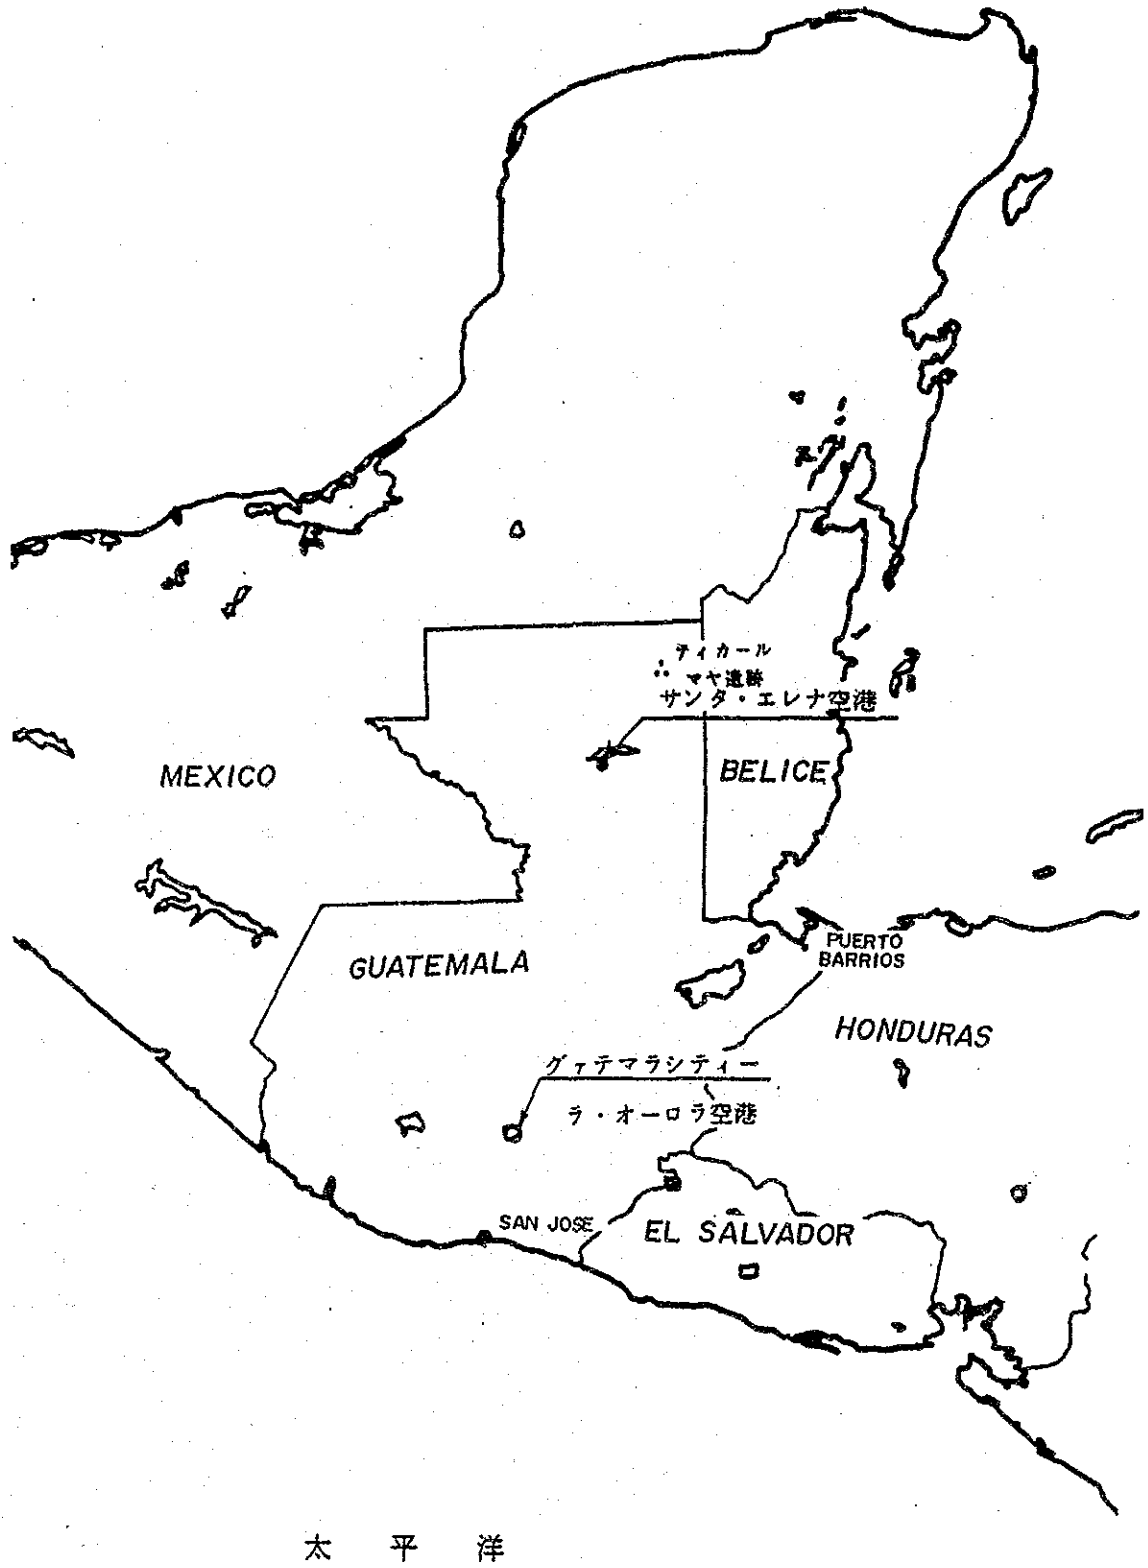 ティカール
マヤ遺跡
サンタ・エレナ空港
MEXICO
BELICE
PUERTO
BARRIOS
GUATEMALA
HONDURAS
グァテマラシティー
ラ・オーロラ空港
SAN JOSE
EL SALVADOR
太平洋